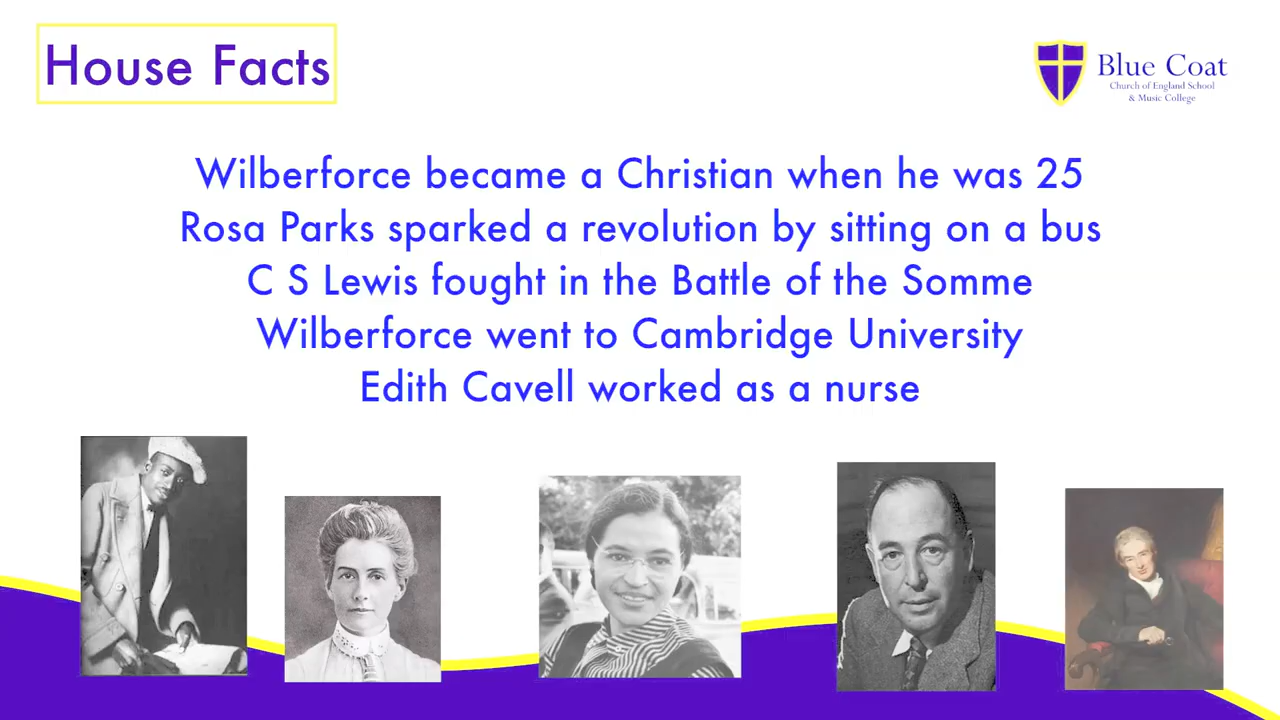 House Facts
Blue Coat
Church of England School
& Music College
Wilberforce became a Christian when he was 25
Rosa Parks sparked a revolution by sitting on a bus
C S Lewis fought in the Battle of the Somme
Wilberforce went to Cambridge University
Edith Cavell worked as a nurse